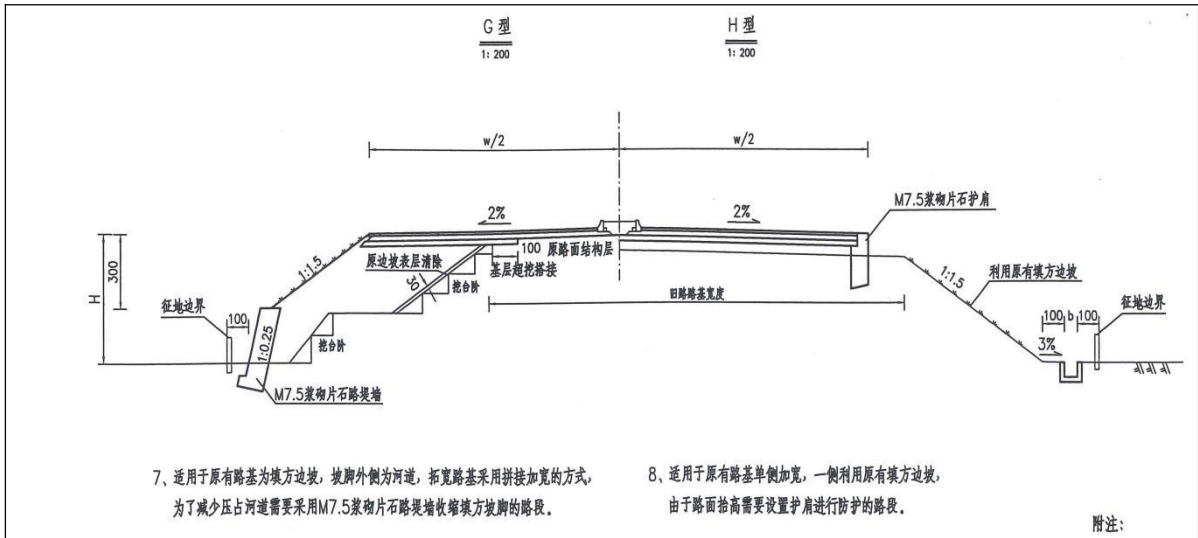 G型
1: 200
H型
1: 200
w/2
w/2
M7.5浆砌片石护肩
2%
2%
100
原路面结构层
原边坡表层清除
基层超挖搭接
1:1.5
30
挖台阶
300
H
旧路路基宽度
1:1.5
利用原有填方边坡
征地边界
100
1:0.25
挖台阶
100
b
100
征地边界
3%
M7.5浆砌片石路堤墙
7、适用于原有路基为填方边坡，坡脚外侧为河道，拓宽路基采用拼接加宽的方式，
为了减少压占河道需要采用M7.5浆砌片石路堤墙收缩填方坡脚的路段。
8、适用于原有路基单侧加宽，一侧利用原有填方边坡，
由于路面抬高需要设置护肩进行防护的路段。
附注：